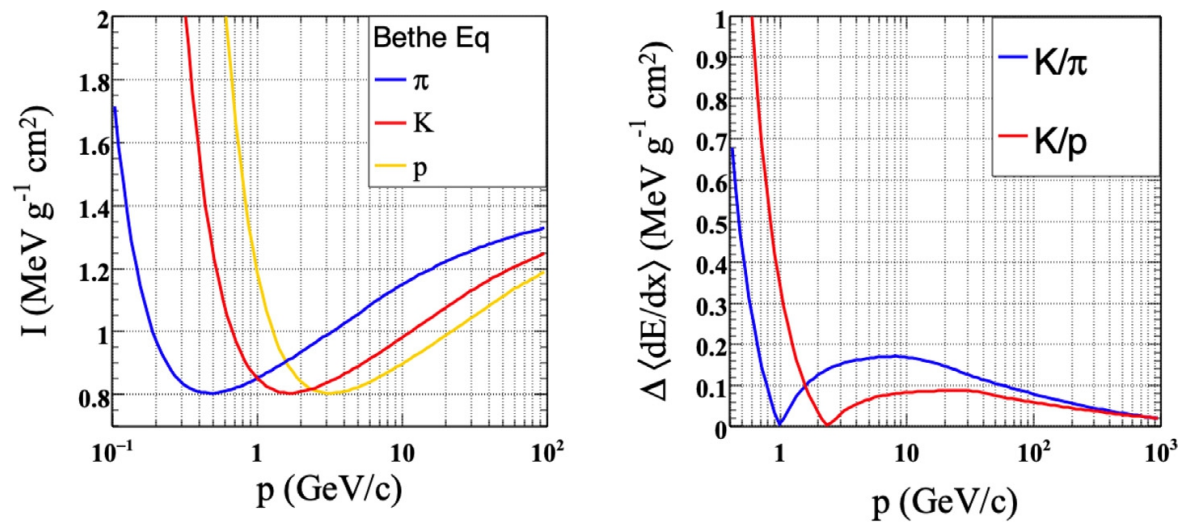 Bethe Eq
π
K
p
I (MeV g⁻¹ cm²)
2
1.8
1.6
1.4
1.2
1
0.8
10⁻¹ 1 10 10²
p (GeV/c)
K/π
K/p
Δ ⟨dE/dx⟩ (MeV g⁻¹ cm²)
1
0.9
0.8
0.7
0.6
0.5
0.4
0.3
0.2
0.1
0
1 10 10² 10³
p (GeV/c)